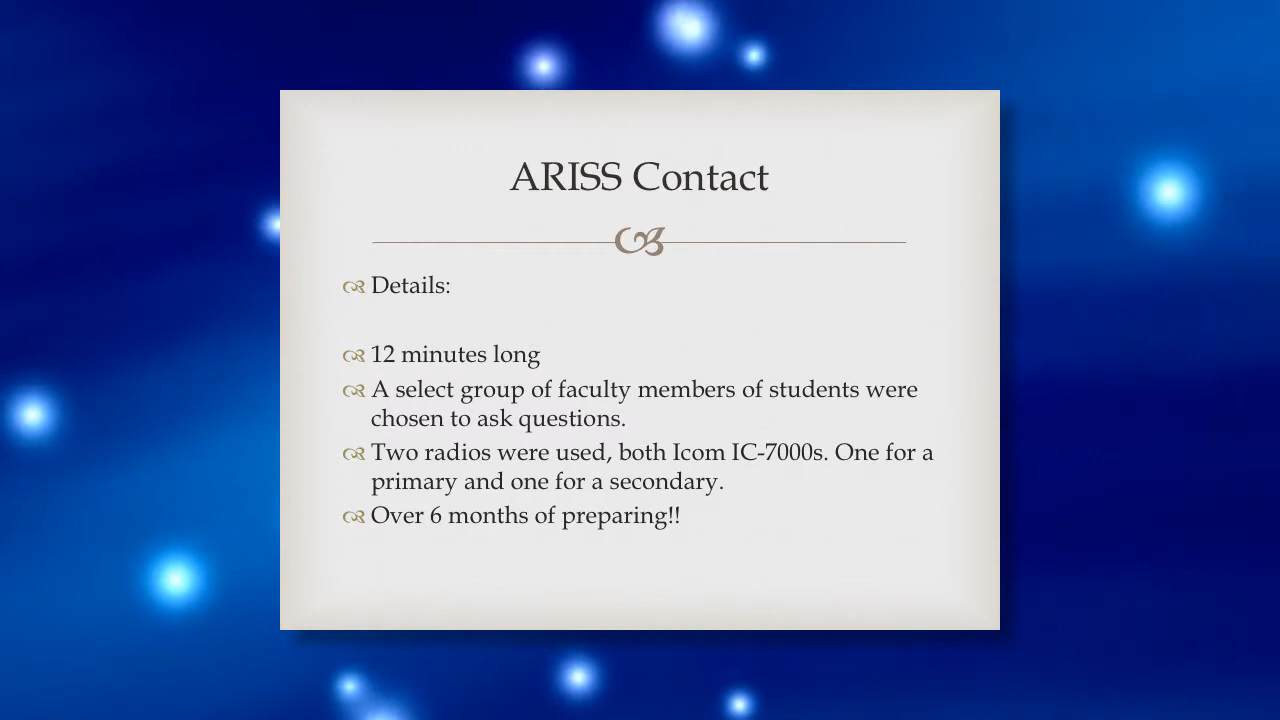 ARISS Contact
Details:
12 minutes long
A select group of faculty members of students were
chosen to ask questions.
Two radios were used, both Icom IC-7000s. One for a
primary and one for a secondary.
Over 6 months of preparing!!